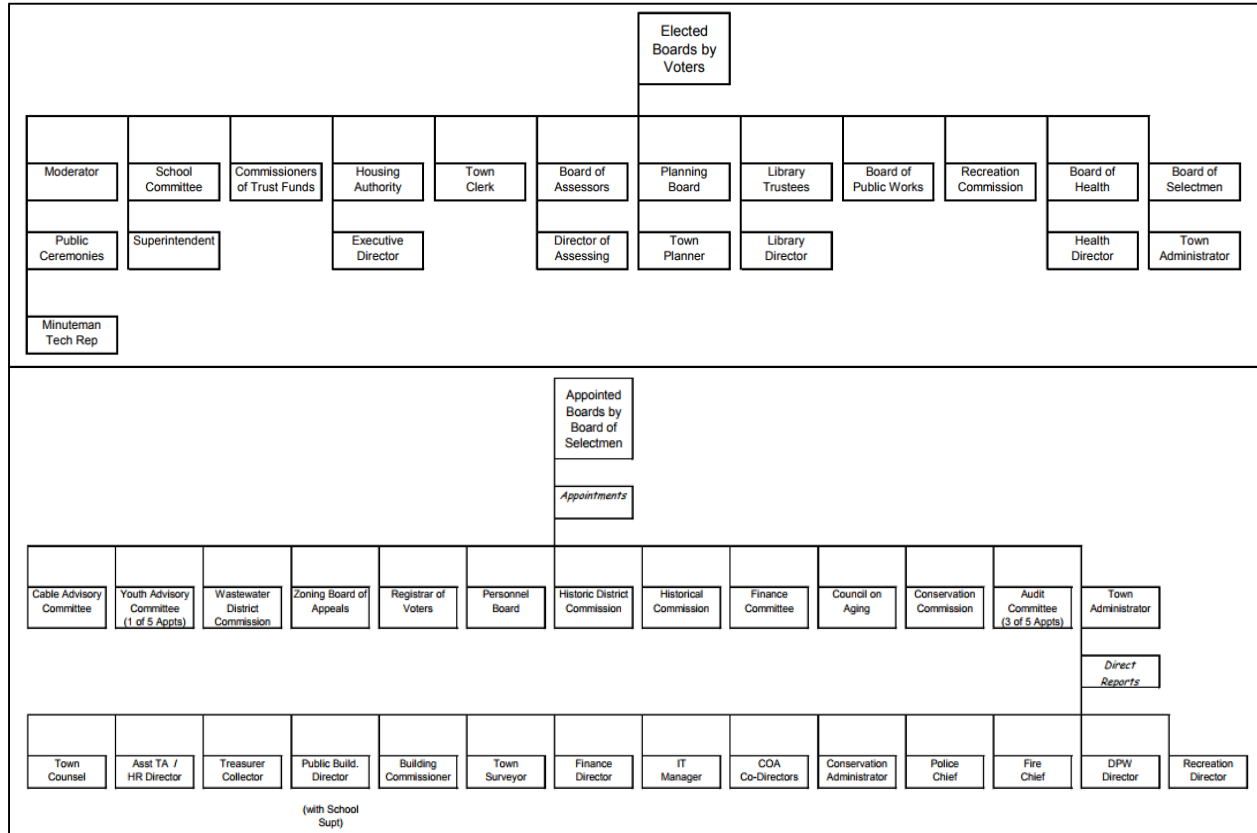 Elected
Boards by
Voters
Moderator
School
Committee
Commissioners
of Trust Funds
Housing
Authority
Town
Clerk
Board of
Assessors
Planning
Board
Library
Trustees
Board of
Public Works
Recreation
Commission
Board of
Health
Board of
Selectmen
Public
Ceremonies
Superintendent
Executive
Director
Director of
Assessing
Town
Planner
Library
Director
Health
Director
Town
Administrator
Minuteman
Tech Rep
Appointed
Boards by
Board of
Selectmen
Appointments
Cable Advisory
Committee
Youth Advisory
Committee
(1 of 5 Appts)
Wastewater
District
Commission
Zoning Board of
Appeals
Registrar of
Voters
Personnel
Board
Historic District
Commission
Historical
Commission
Finance
Committee
Council on
Aging
Conservation
Commission
Audit
Committee
(3 of 5 Appts)
Town
Administrator
Direct
Reports
Town
Counsel
Asst TA /
HR Director
Treasurer
Collector
Public Build.
Director
(with School
Supt)
Building
Commissioner
Town
Surveyor
Finance
Director
IT
Manager
COA
Co-Directors
Conservation
Administrator
Police
Chief
Fire
Chief
DPW
Director
Recreation
Director